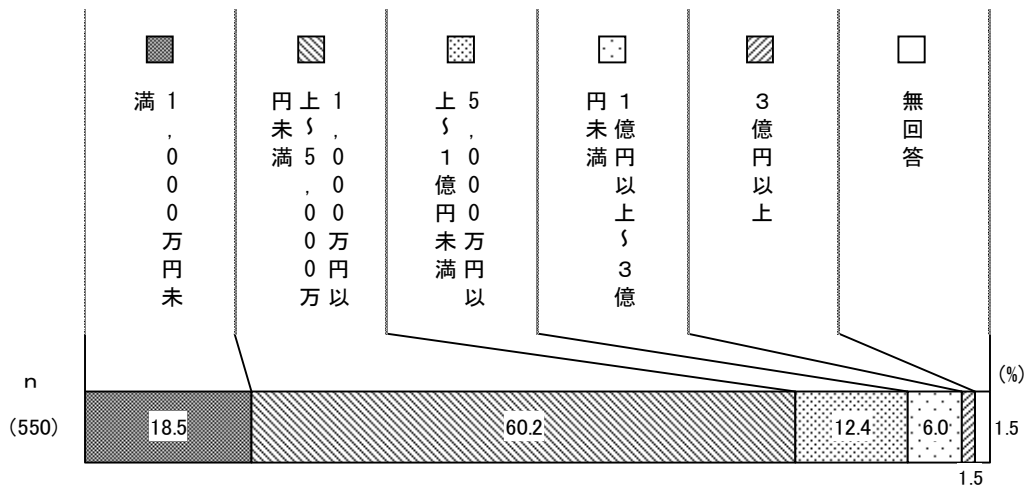 1,000万円未
満
1,000万円以
上～5,000万
円未満
5,000万円以
上～1億円未満
1億円以上～3億
円未満
3億円以上
無回答
n
(%)
(550)
18.5
60.2
12.4
6.0
1.5
1.5